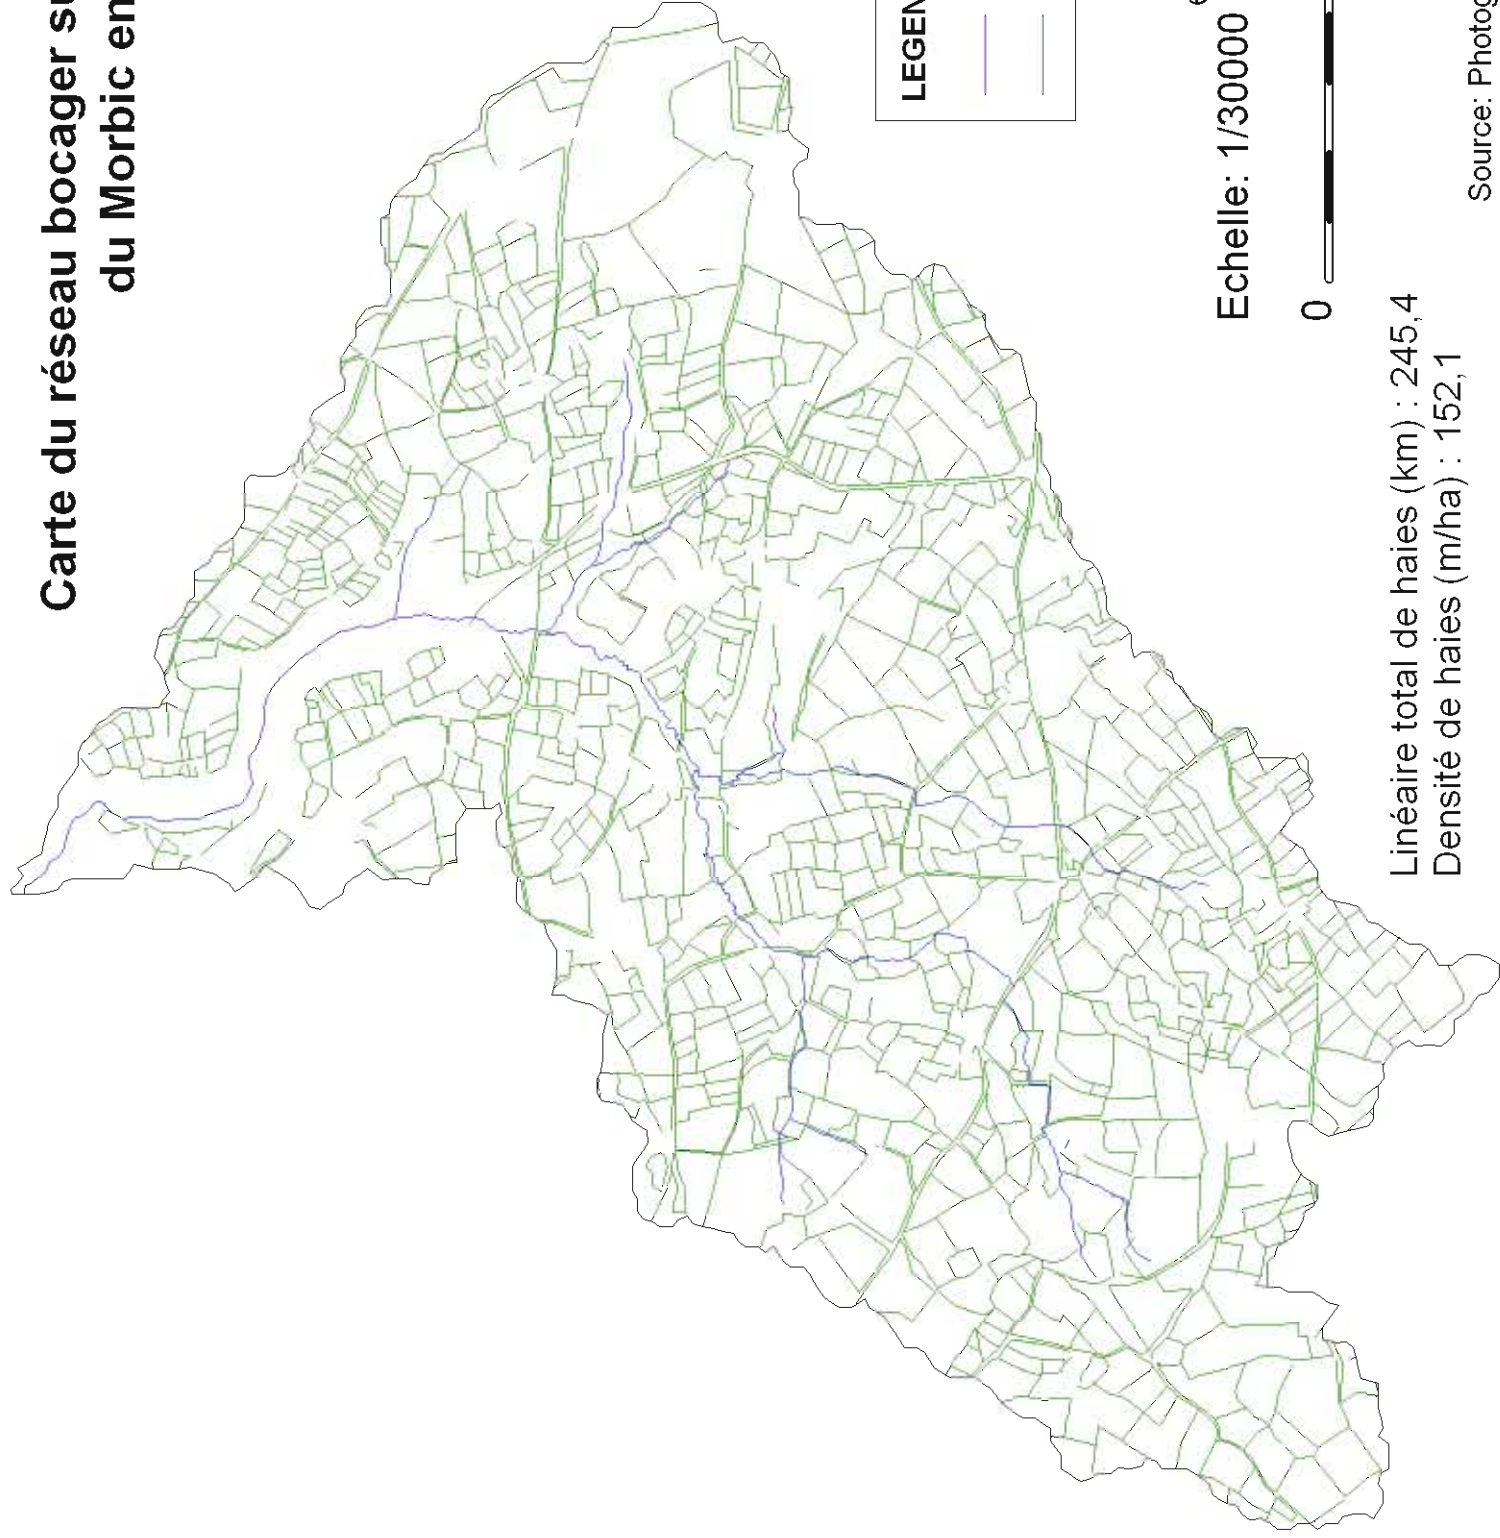 Carte du réseau bocager su
du Morbic en
LEGEN
Echelle: 1/30000
0
Linéaire total de haies (km) : 245,4
Densité de haies (m/ha) : 152,1
Source: Photog